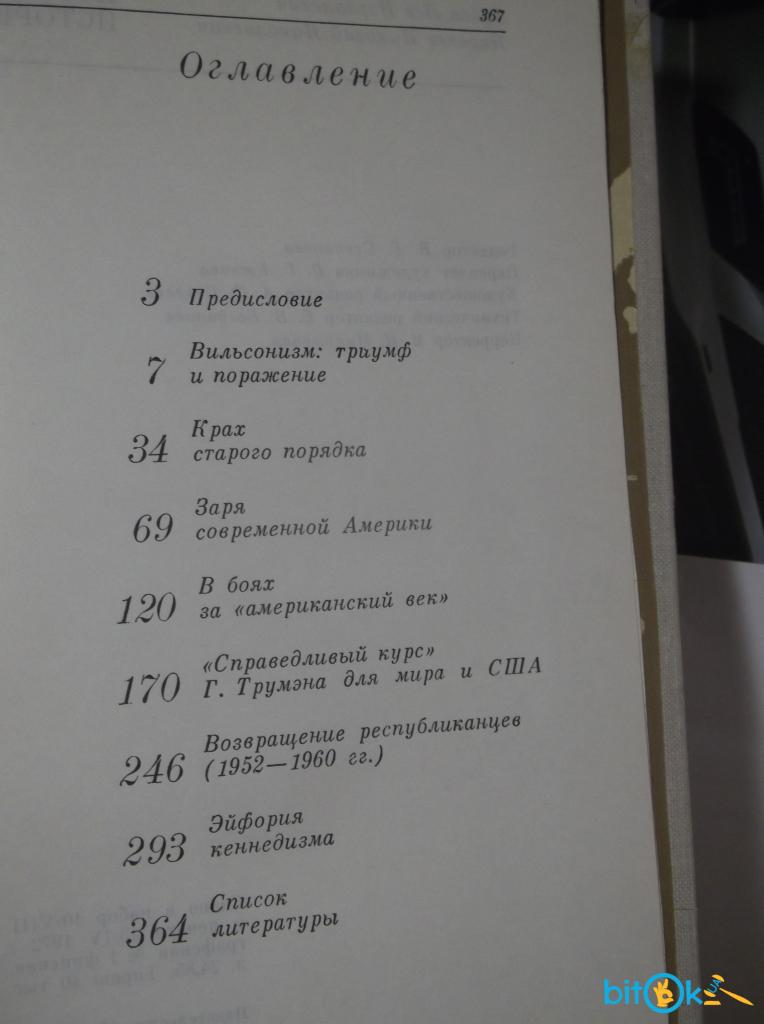 367
Оглавление
3 Предисловие
7 Вильсонизм: триумф
и поражение
34 Крах
старого порядка
69 Заря
современной Америки
120 В боях
за «американский век»
170 «Справедливый курс»
Г. Трумэна для мира и США
246 Возвращение республиканцев
(1952—1960 гг.)
293 Эйфория
кеннедизма
364 Список
литературы
bitok UA